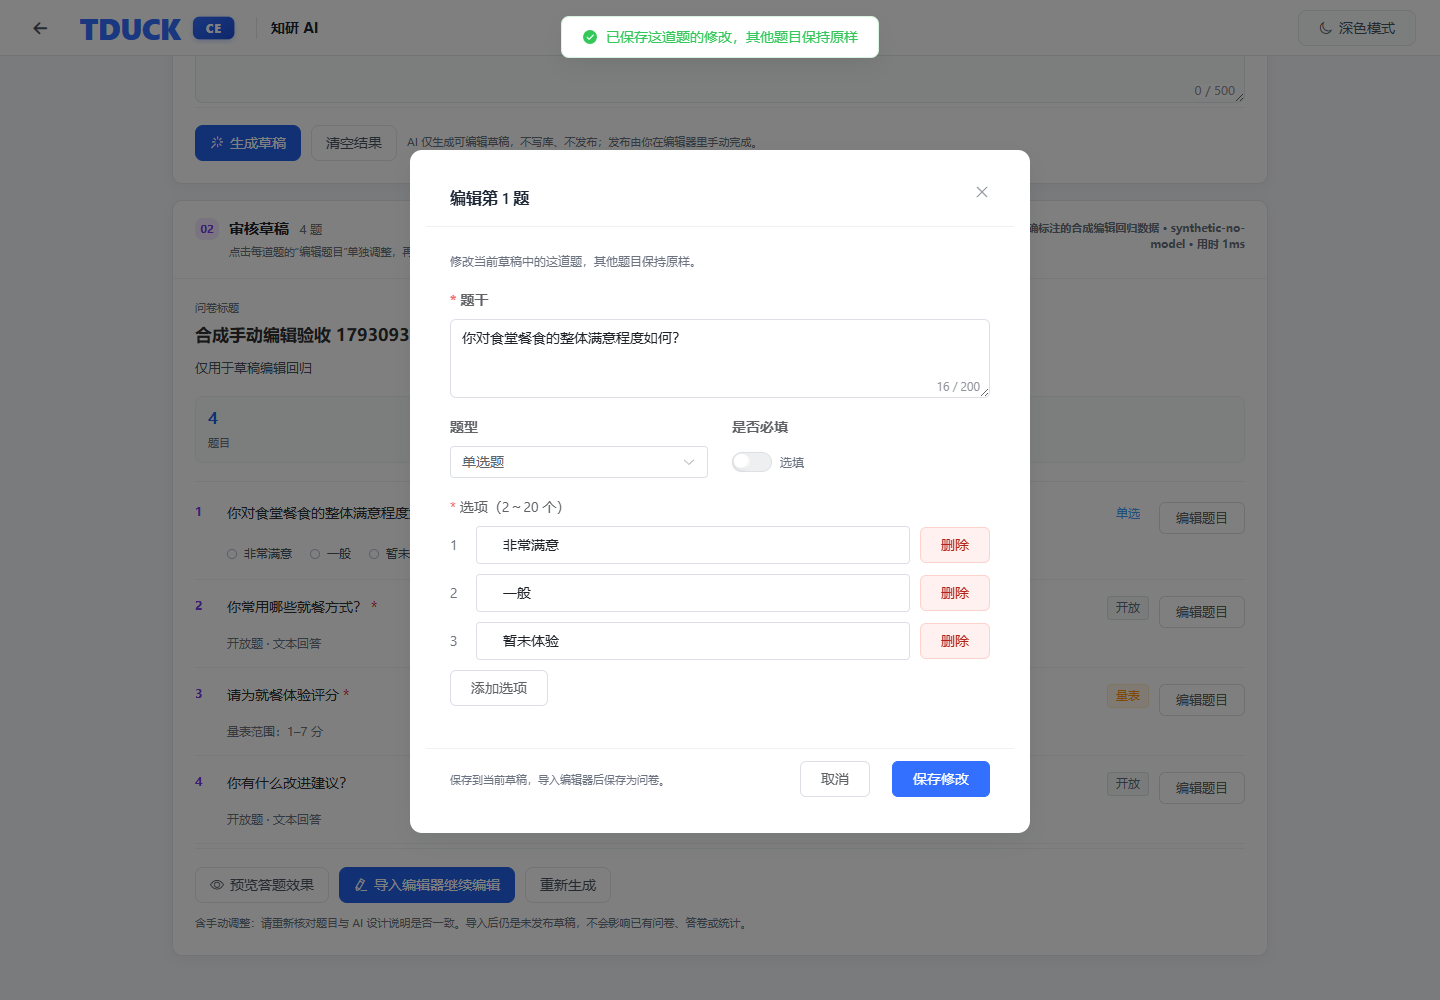 TDUCK CE 知研 AI
已保存这道题的修改，其他题目保持原样
深色模式
0 / 500
生成草稿
清空结果
AI 仅生成可编辑草稿，不写库、不发布；发布由你在编辑器里手动完成。
02 审核草稿 4 题
点击每道题的“编辑题目”单独调整，再
确标注的合成编辑回归数据 • synthetic-no-
model • 用时 1ms
问卷标题
合成手动编辑验收 1793093
仅用于草稿编辑回归
4
题目
1 你对食堂餐食的整体满意程度
单选
编辑题目
非常满意 一般 暂未
2 你常用哪些就餐方式？ *
开放
编辑题目
开放题 · 文本回答
3 请为就餐体验评分 *
量表
编辑题目
量表范围：1–7 分
4 你有什么改进建议？
开放
编辑题目
开放题 · 文本回答
预览答题效果
导入编辑器继续编辑
重新生成
含手动调整：请重新核对题目与 AI 设计说明是否一致。导入后仍是未发布草稿，不会影响已有问卷、答卷或统计。
编辑第 1 题
修改当前草稿中的这道题，其他题目保持原样。
* 题干
你对食堂餐食的整体满意程度如何？
16 / 200
题型
是否必填
单选题
选填
* 选项（2～20 个）
1 非常满意 删除
2 一般 删除
3 暂未体验 删除
添加选项
保存到当前草稿，导入编辑器后保存为问卷。
取消
保存修改